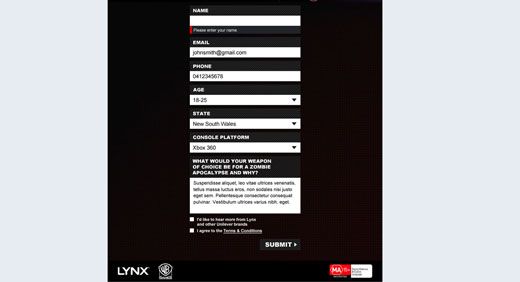 NAME
Please enter your name
EMAIL
johnsmith@gmail.com
PHONE
0412345678
AGE
18-25
STATE
New South Wales
CONSOLE PLATFORM
Xbox 360
WHAT WOULD YOUR WEAPON
OF CHOICE BE FOR A ZOMBIE
APOCALYPSE AND WHY?
Suspendisse aliquet, leo vitae ultrices venenatis,
tellus massa luctus eros, non sodales nisi justo
eget sem. Pellentesque consectetur consequat
pulvinar. Vestibulum ultrices varius nibh, eget.
I'd like to hear more from Lynx
and other Unilever brands
I agree to the Terms & Conditions
SUBMIT
LYNX
MA 15+